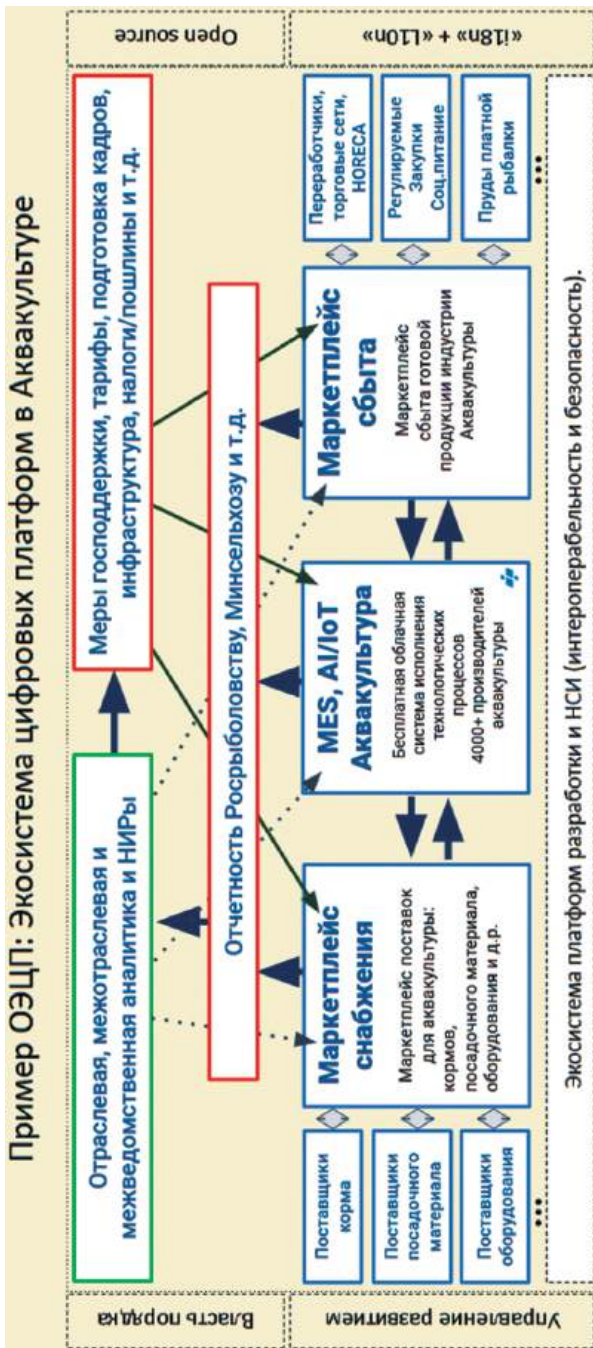 Пример ОЭЦП: Экосистема цифровых платформ в Аквакультуре
Власть порядка
Отраслевая, межотраслевая и
межведомственная аналитика и НИРы
Меры господдержки, тарифы, подготовка кадров,
инфраструктура, налоги/пошлины и т.д.
Open source
Отчетность Росрыболовству, Минсельхозу и т.д.
Управление развитием
Поставщики
корма
Поставщики
посадочного
материала
Поставщики
оборудования
...
Маркетплейс
снабжения
Маркетплейс поставок
для аквакультуры:
кормов,
посадочного материала,
оборудования и д.р.
MES, AI/IoT
Аквакультура
Бесплатная облачная
система исполнения
технологических
процессов
4000+ производителей
аквакультуры
Маркетплейс
сбыта
Маркетплейс
сбыта готовой
продукции индустрии
Аквакультуры
Переработчики,
торговые сети,
HORECA
Регулируемые
Закупки
Соц.питание
Пруды платной
рыбалки
...
«i18n» + «L10n»
Экосистема платформ разработки и НСИ (интероперабельность и безопасность).